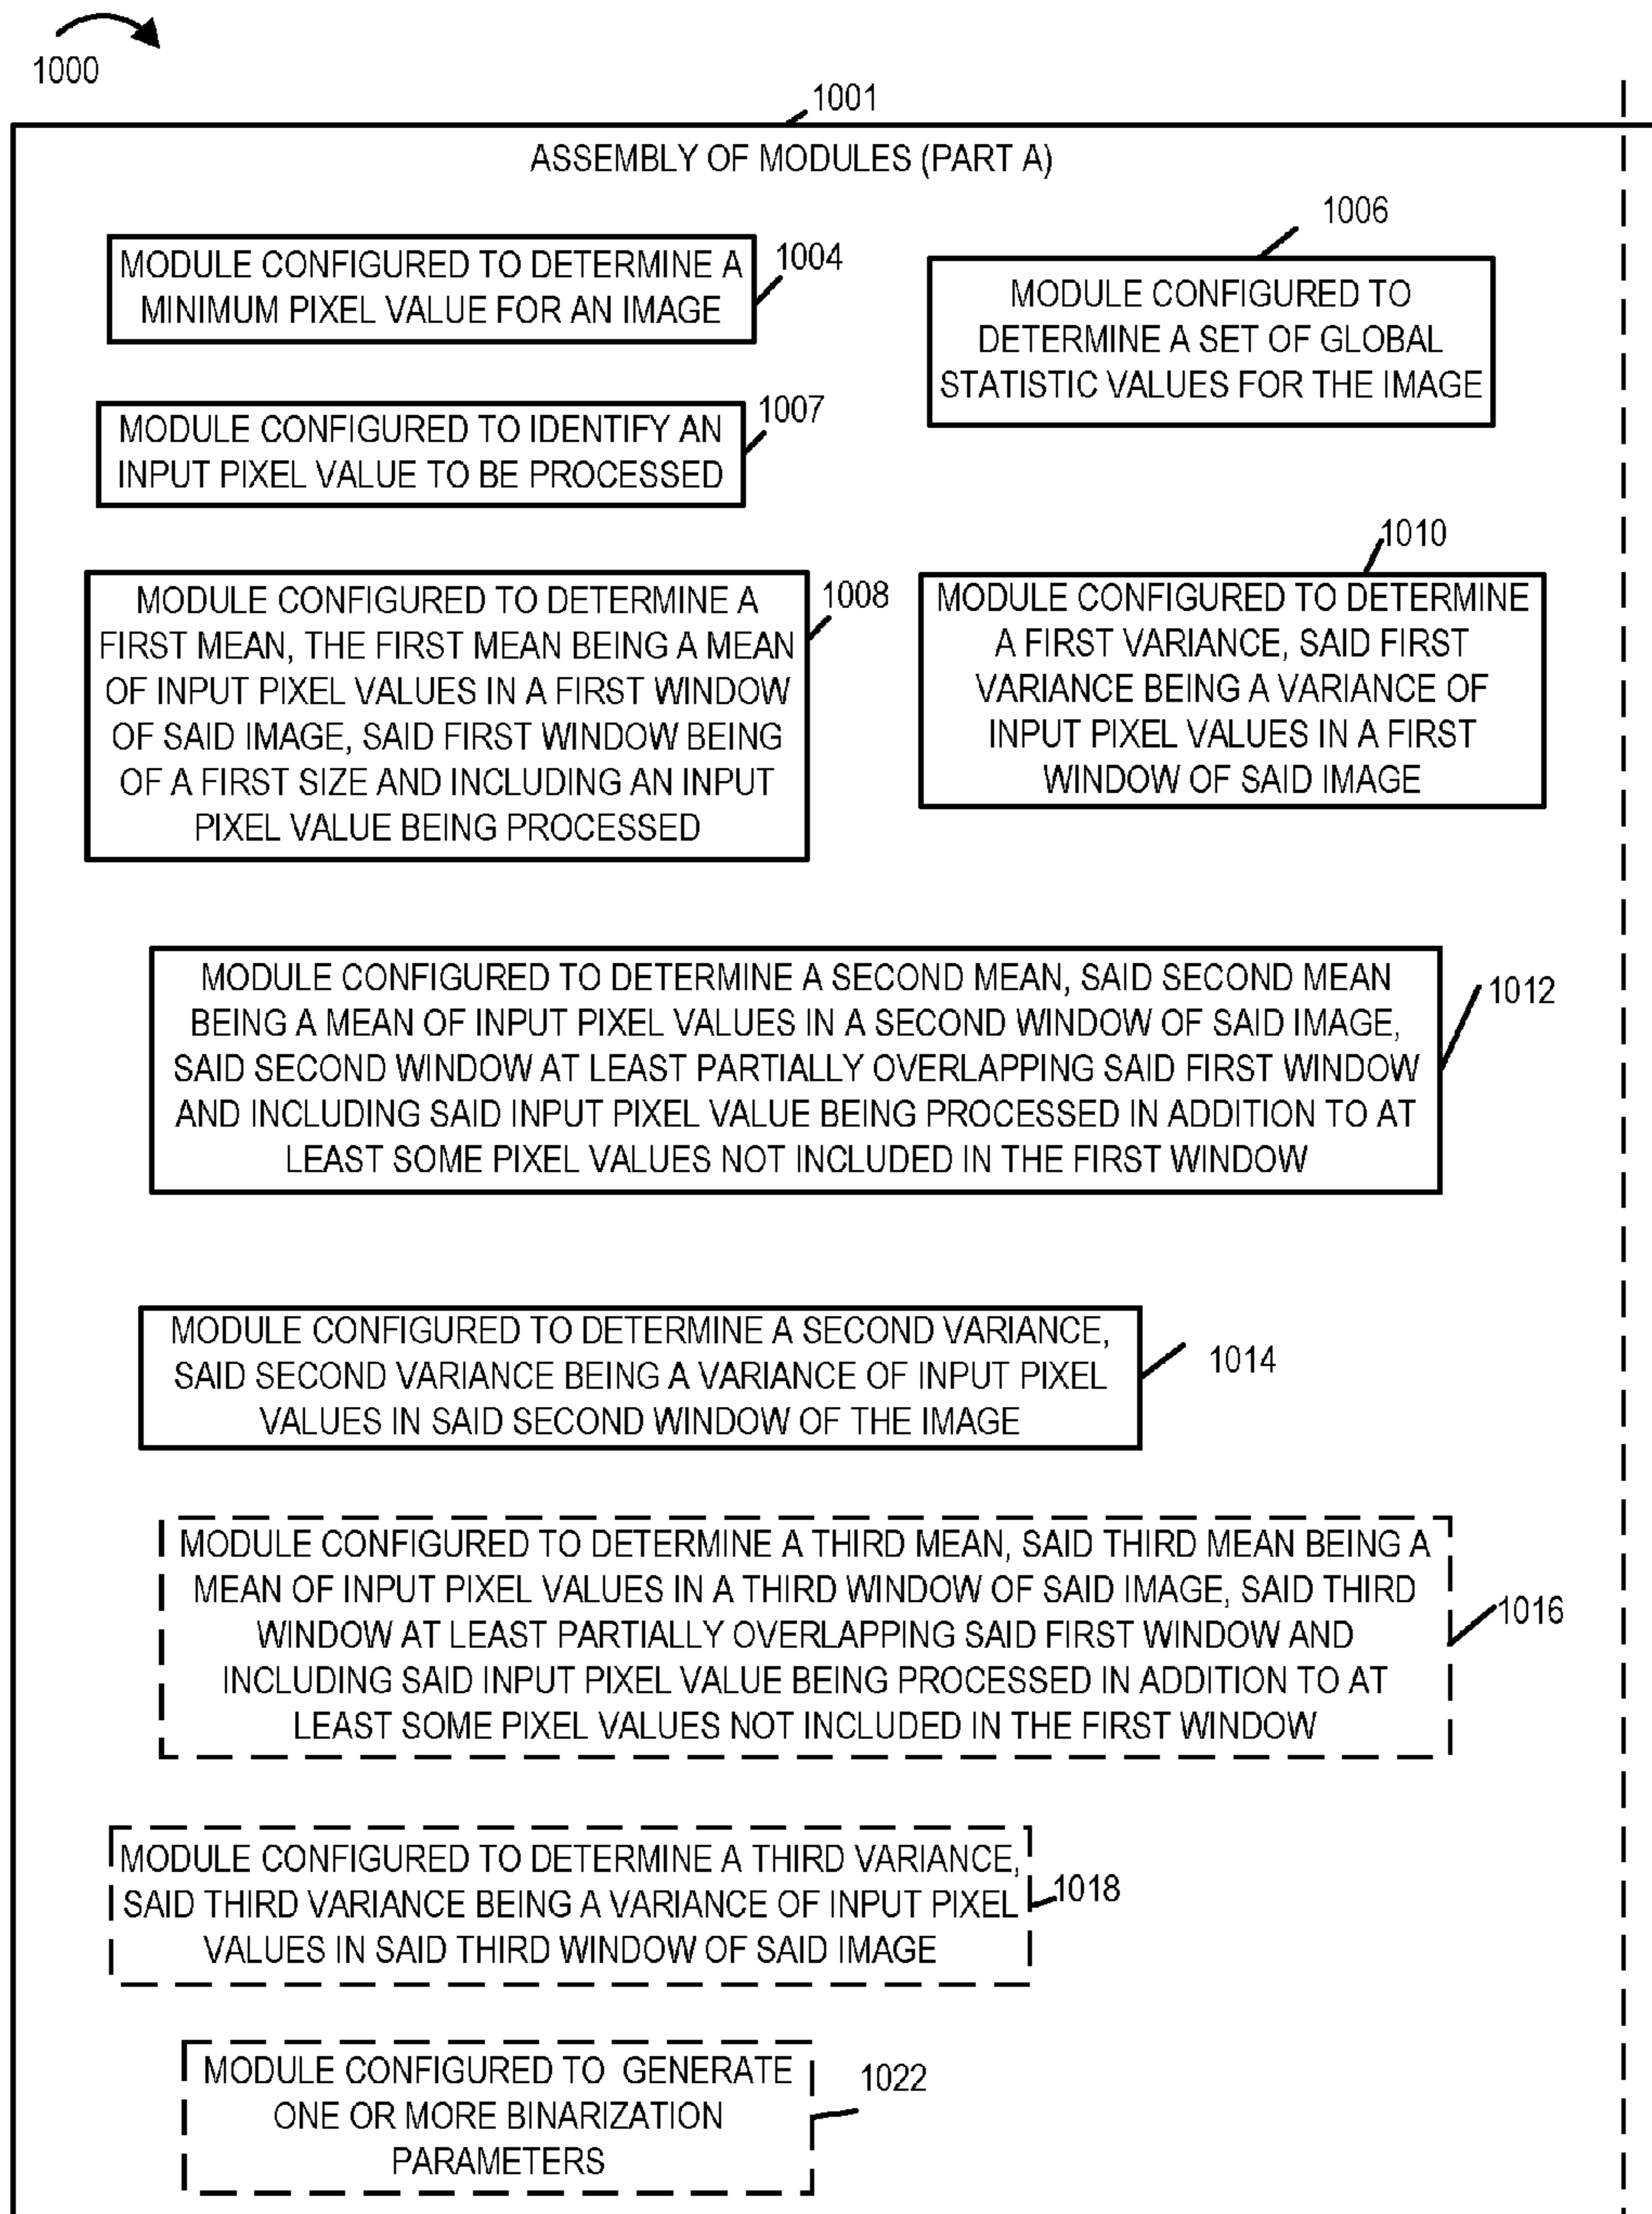 1000
1001
ASSEMBLY OF MODULES (PART A)
MODULE CONFIGURED TO DETERMINE A
MINIMUM PIXEL VALUE FOR AN IMAGE
1004
1006
MODULE CONFIGURED TO
DETERMINE A SET OF GLOBAL
STATISTIC VALUES FOR THE IMAGE
MODULE CONFIGURED TO IDENTIFY AN
INPUT PIXEL VALUE TO BE PROCESSED
1007
MODULE CONFIGURED TO DETERMINE A
FIRST MEAN, THE FIRST MEAN BEING A MEAN
OF INPUT PIXEL VALUES IN A FIRST WINDOW
OF SAID IMAGE, SAID FIRST WINDOW BEING
OF A FIRST SIZE AND INCLUDING AN INPUT
PIXEL VALUE BEING PROCESSED
1008
1010
MODULE CONFIGURED TO DETERMINE
A FIRST VARIANCE, SAID FIRST
VARIANCE BEING A VARIANCE OF
INPUT PIXEL VALUES IN A FIRST
WINDOW OF SAID IMAGE
MODULE CONFIGURED TO DETERMINE A SECOND MEAN, SAID SECOND MEAN
BEING A MEAN OF INPUT PIXEL VALUES IN A SECOND WINDOW OF SAID IMAGE,
SAID SECOND WINDOW AT LEAST PARTIALLY OVERLAPPING SAID FIRST WINDOW
AND INCLUDING SAID INPUT PIXEL VALUE BEING PROCESSED IN ADDITION TO AT
LEAST SOME PIXEL VALUES NOT INCLUDED IN THE FIRST WINDOW
1012
MODULE CONFIGURED TO DETERMINE A SECOND VARIANCE,
SAID SECOND VARIANCE BEING A VARIANCE OF INPUT PIXEL
VALUES IN SAID SECOND WINDOW OF THE IMAGE
1014
MODULE CONFIGURED TO DETERMINE A THIRD MEAN, SAID THIRD MEAN BEING A
MEAN OF INPUT PIXEL VALUES IN A THIRD WINDOW OF SAID IMAGE, SAID THIRD
WINDOW AT LEAST PARTIALLY OVERLAPPING SAID FIRST WINDOW AND
INCLUDING SAID INPUT PIXEL VALUE BEING PROCESSED IN ADDITION TO AT
LEAST SOME PIXEL VALUES NOT INCLUDED IN THE FIRST WINDOW
1016
MODULE CONFIGURED TO DETERMINE A THIRD VARIANCE,
SAID THIRD VARIANCE BEING A VARIANCE OF INPUT PIXEL
VALUES IN SAID THIRD WINDOW OF SAID IMAGE
1018
MODULE CONFIGURED TO GENERATE
ONE OR MORE BINARIZATION
PARAMETERS
1022